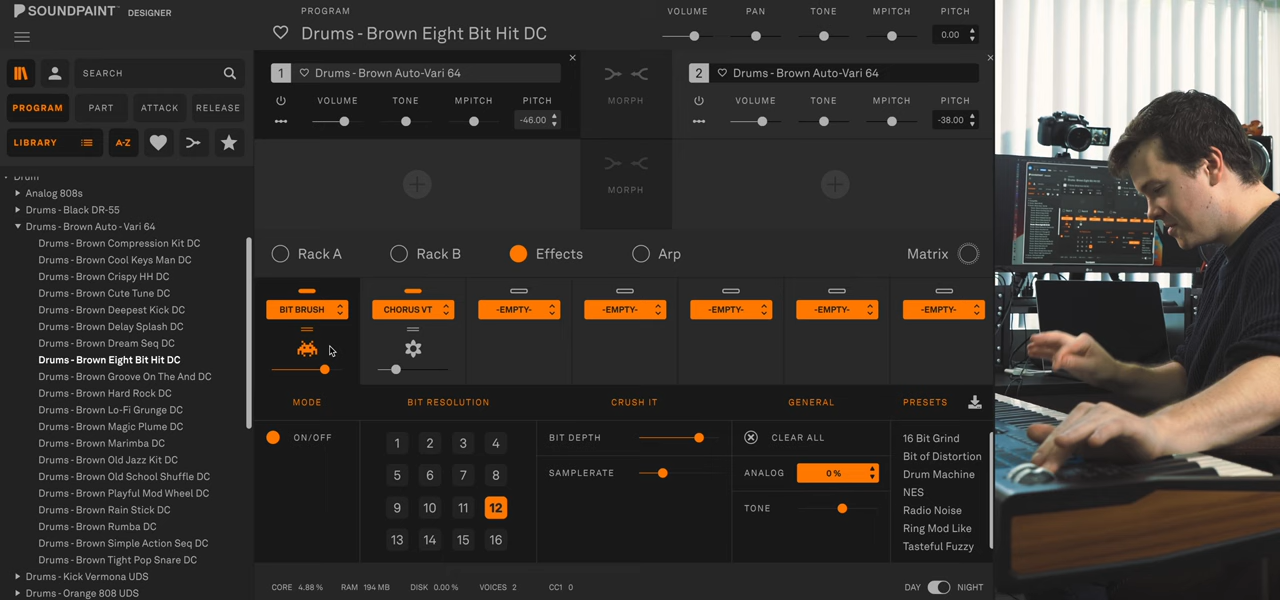 SOUNDPAINT DESIGNER
SEARCH
PROGRAM PART ATTACK RELEASE
LIBRARY A-Z
Drum
Analog 808s
Drums - Black DR-55
Drums - Brown Auto - Vari 64
Drums - Brown Compression Kit DC
Drums - Brown Cool Keys Man DC
Drums - Brown Crispy HH DC
Drums - Brown Cute Tune DC
Drums - Brown Deepest Kick DC
Drums - Brown Delay Splash DC
Drums - Brown Dream Seq DC
Drums - Brown Eight Bit Hit DC
Drums - Brown Groove On The And DC
Drums - Brown Hard Rock DC
Drums - Brown Lo-Fi Grunge DC
Drums - Brown Magic Plume DC
Drums - Brown Marimba DC
Drums - Brown Old Jazz Kit DC
Drums - Brown Old School Shuffle DC
Drums - Brown Playful Mod Wheel DC
Drums - Brown Rain Stick DC
Drums - Brown Rumba DC
Drums - Brown Simple Action Seq DC
Drums - Brown Tight Pop Snare DC
Drums - Kick Vermona UDS
Drums - Orange 808 UDS
PROGRAM
Drums - Brown Eight Bit Hit DC
VOLUME PAN TONE MPITCH PITCH
0.00
1 Drums - Brown Auto-Vari 64
VOLUME TONE MPITCH PITCH
-46.00
MORPH
2 Drums - Brown Auto-Vari 64
VOLUME TONE MPITCH PITCH
-38.00
MORPH
Rack A Rack B Effects Arp Matrix
BIT BRUSH CHORUS VT -EMPTY- -EMPTY- -EMPTY- -EMPTY- -EMPTY-
MODE BIT RESOLUTION CRUSH IT GENERAL PRESETS
ON/OFF
1 2 3 4
5 6 7 8
9 10 11 12
13 14 15 16
BIT DEPTH
SAMPLERATE
CLEAR ALL
ANALOG 0 %
TONE
16 Bit Grind
Bit of Distortion
Drum Machine
NES
Radio Noise
Ring Mod Like
Tasteful Fuzzy
CORE 4.88 % RAM 194 MB DISK 0.00 % VOICES 2 CC1 0
DAY NIGHT